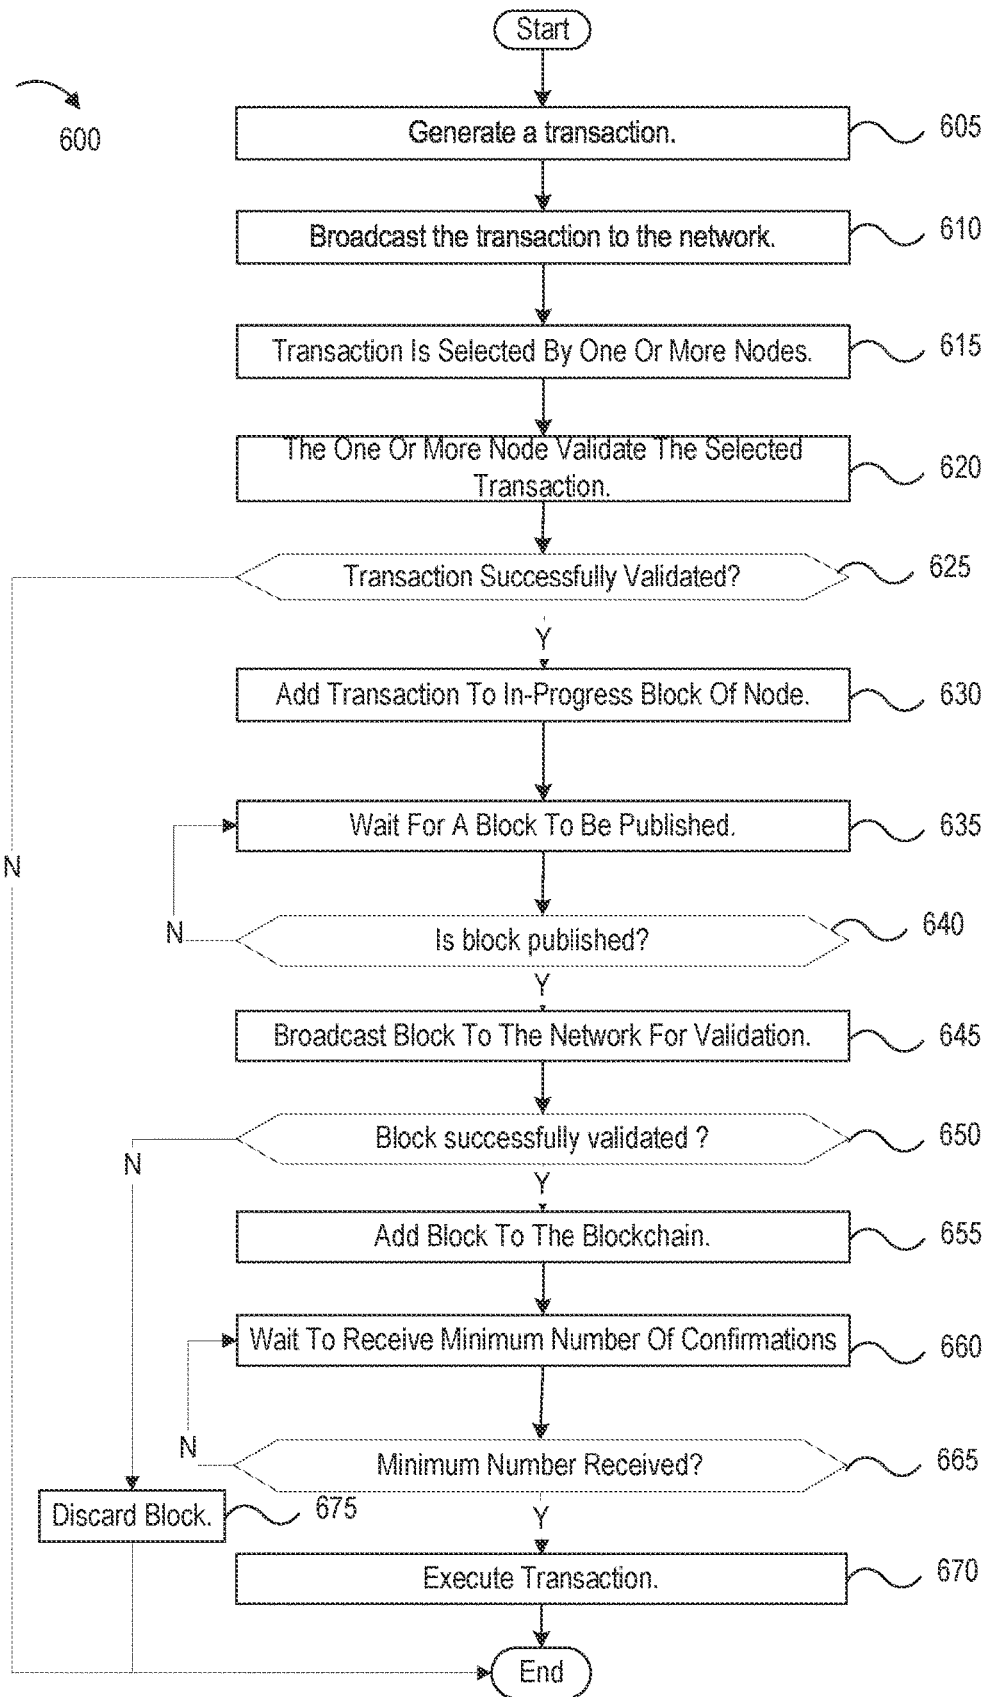 Start
600
Generate a transaction.
605
Broadcast the transaction to the network.
610
Transaction Is Selected By One Or More Nodes.
615
The One Or More Node Validate The Selected
Transaction.
620
Transaction Successfully Validated?
625
Y
Add Transaction To In-Progress Block Of Node.
630
Wait For A Block To Be Published.
635
N
N
Is block published?
640
Y
Broadcast Block To The Network For Validation.
645
Block successfully validated ?
650
N
Y
Add Block To The Blockchain.
655
Wait To Receive Minimum Number Of Confirmations
660
N
Minimum Number Received?
665
Discard Block.
675
Y
Execute Transaction.
670
End